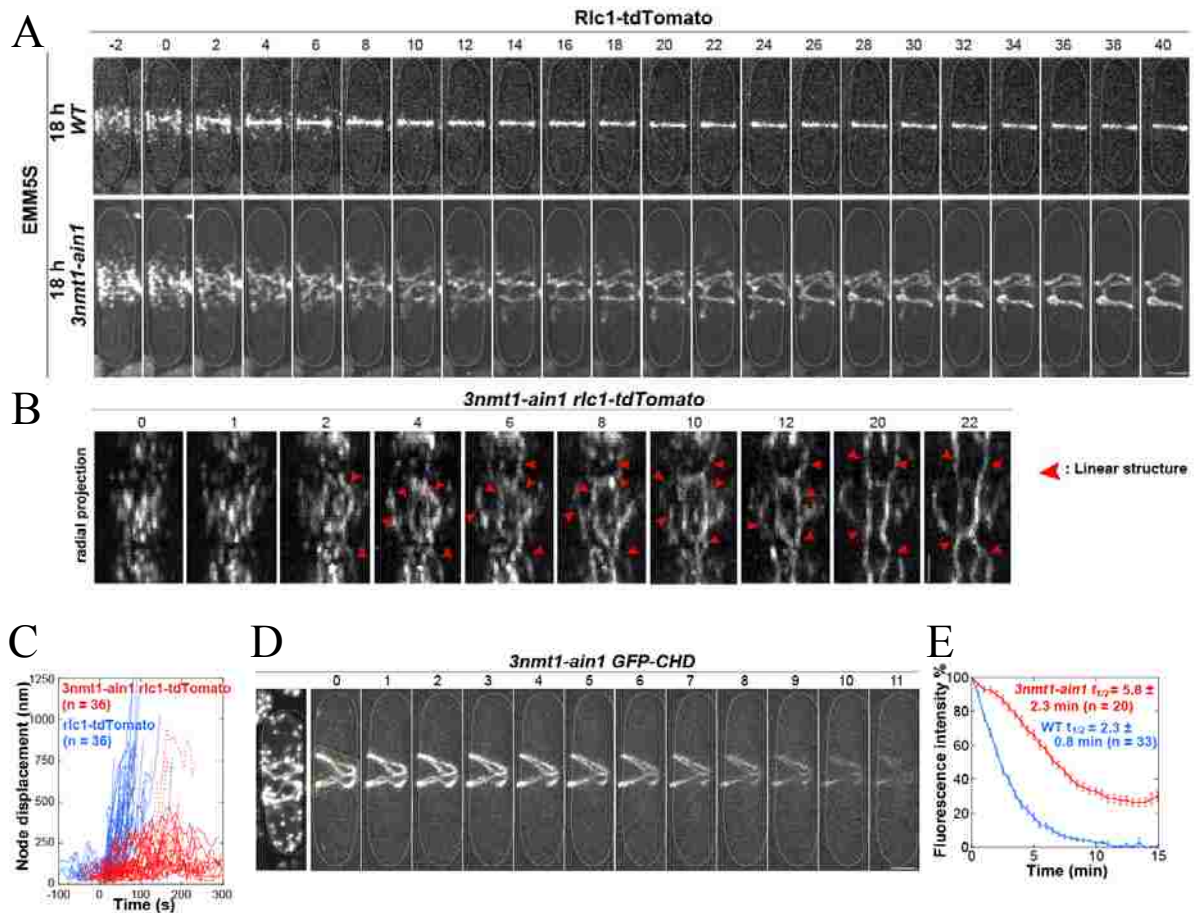 A
Rlc1-tdTomato
-2 0 2 4 6 8 10 12 14 16 18 20 22 24 26 28 30 32 34 36 38 40
EMM5S
18 h
WT
18 h
3nmt1-ain1
B
3nmt1-ain1 rlc1-tdTomato
0 1 2 4 6 8 10 12 20 22
radial projection
: Linear structure
C
Node displacement (nm)
1250
1000
750
500
250
0
3nmt1-ain1 rlc1-tdTomato
(n = 36)
rlc1-tdTomato
(n = 36)
-100 0 100 200 300
Time (s)
D
3nmt1-ain1 GFP-CHD
0 1 2 3 4 5 6 7 8 9 10 11
E
Fluorescence intensity %
100
80
60
40
20
0
3nmt1-ain1 t1/2 = 5.8 ±
2.3 min (n = 20)
WT t1/2 = 2.3 ±
0.8 min (n = 33)
0 5 10 15
Time (min)